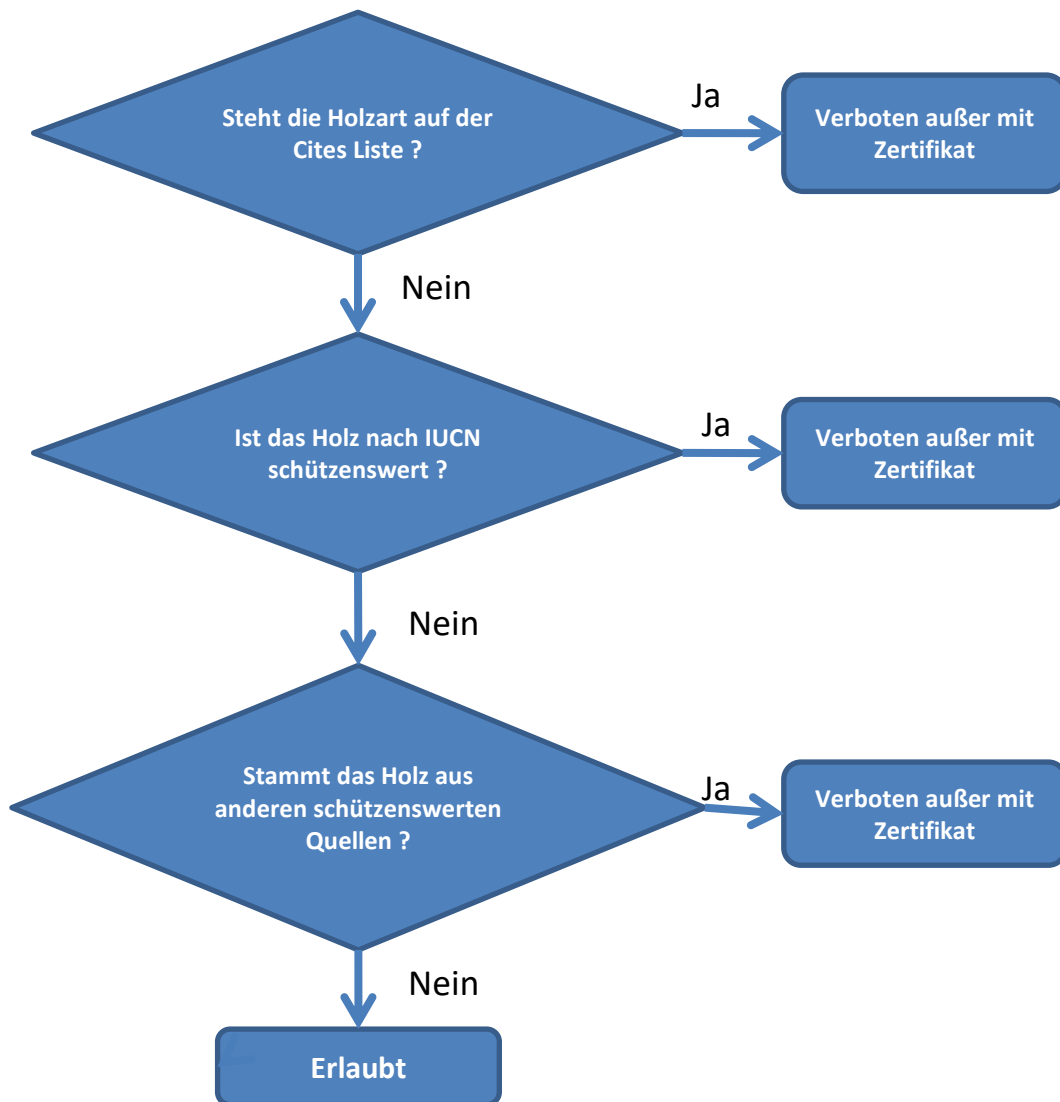 Steht die Holzart auf der
Cites Liste ?
Ja
Verboten außer mit
Zertifikat
Nein
Ist das Holz nach IUCN
schützenswert ?
Ja
Verboten außer mit
Zertifikat
Nein
Stammt das Holz aus
anderen schützenswerten
Quellen ?
Ja
Verboten außer mit
Zertifikat
Nein
Erlaubt